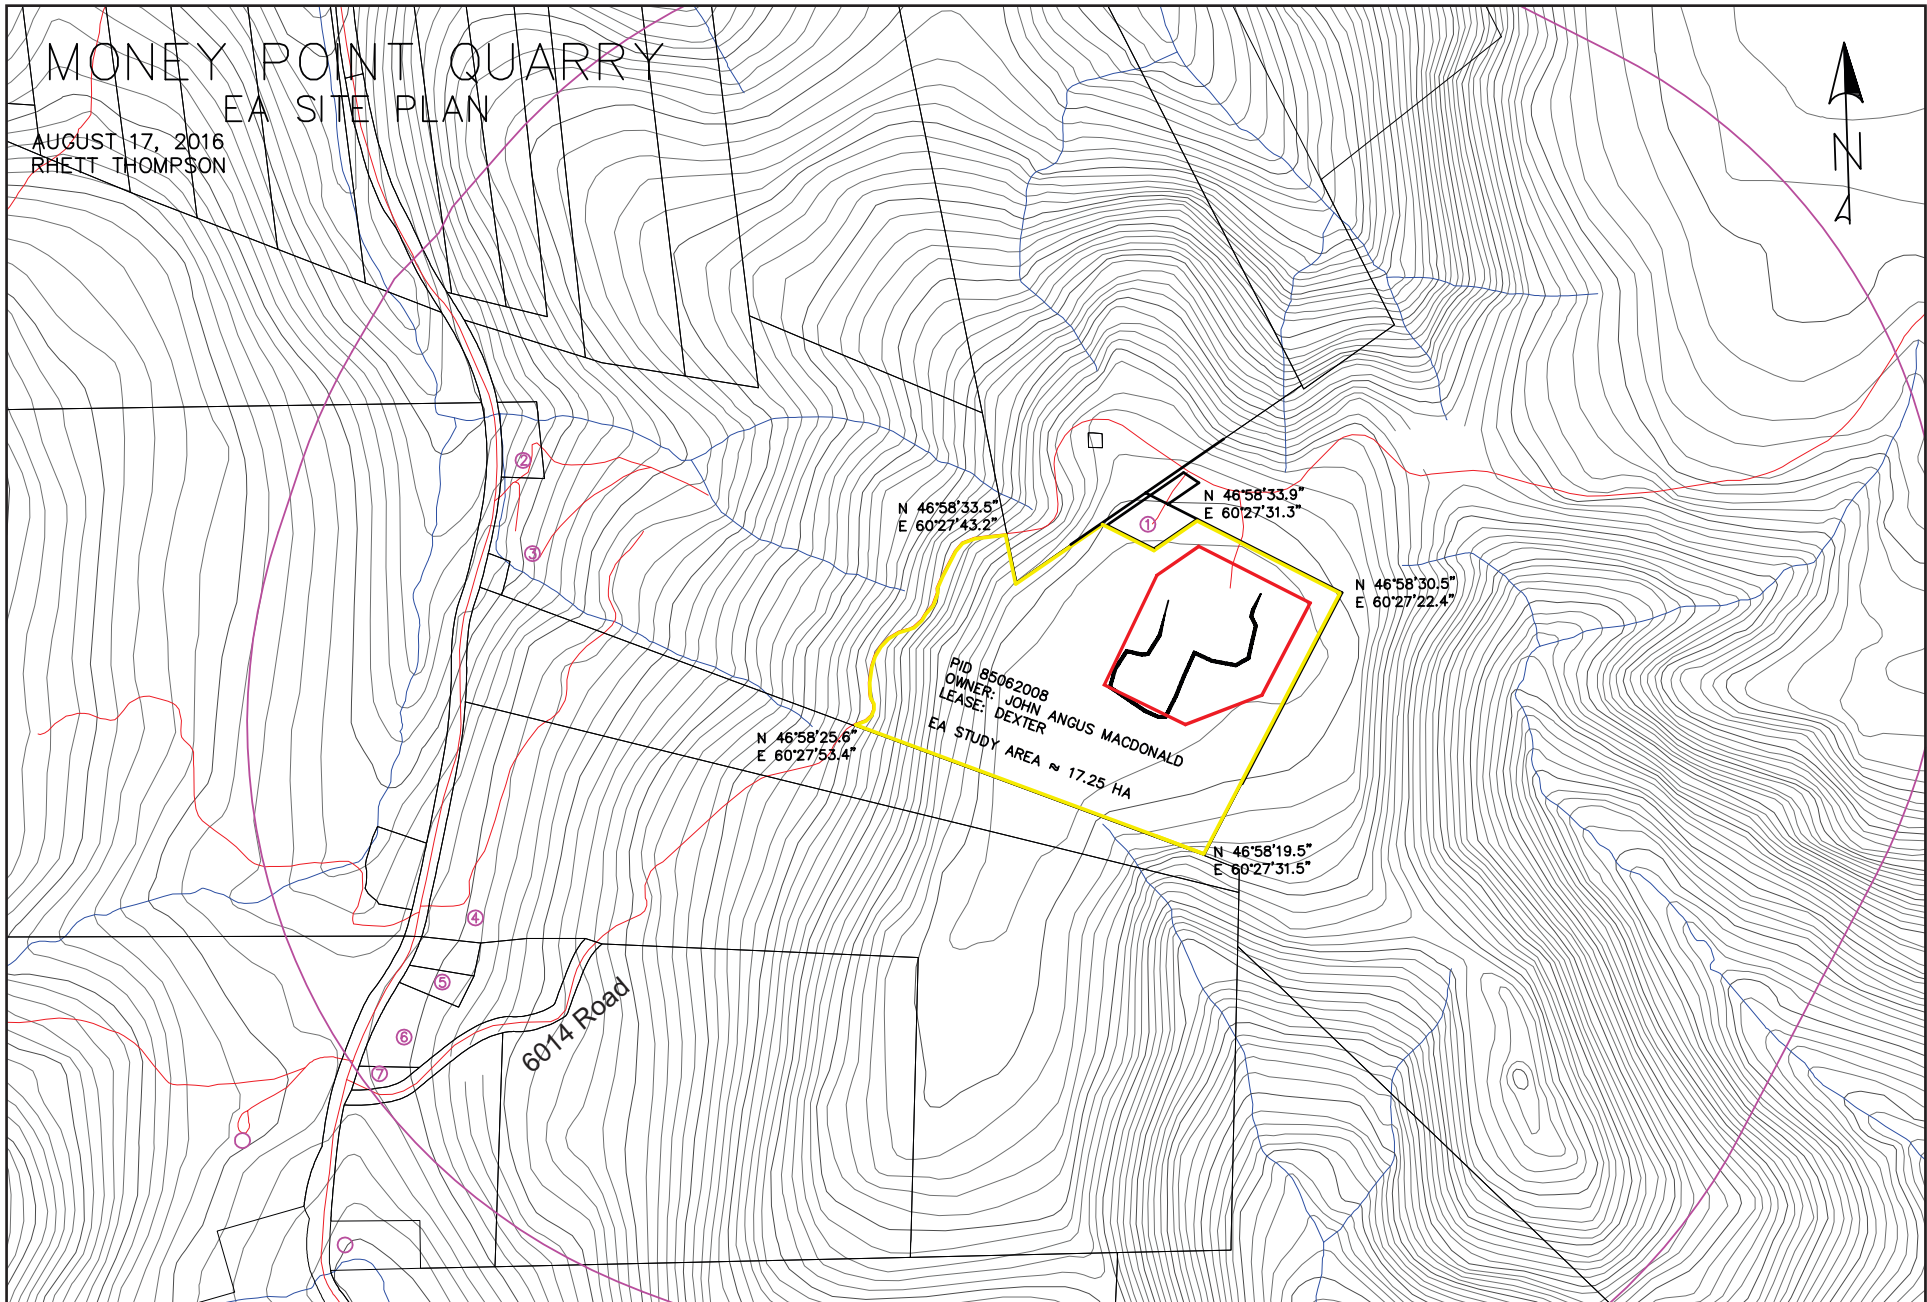 MONEY POINT QUARRY
EA SITE PLAN
AUGUST 17, 2016
RHETT THOMPSON
N
N 46°58'33.5"
E 60°27'43.2"
N 46°58'33.9"
E 60°27'31.3"
N 46°58'30.5"
E 60°27'22.4"
N 46°58'25.6"
E 60°27'53.4"
N 46°58'19.5"
E 60°27'31.5"
PID 85062008
OWNER: JOHN ANGUS MACDONALD
LEASE: DEXTER
EA STUDY AREA ≈ 17.25 HA
1
2
3
4
5
6
7
6014 Road